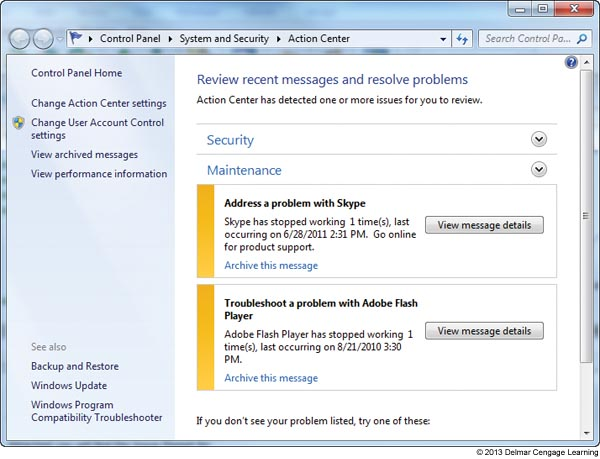 Control Panel
System and Security
Action Center
Search Control Pa...
Control Panel Home
Change Action Center settings
Change User Account Control
settings
View archived messages
View performance information
See also
Backup and Restore
Windows Update
Windows Program
Compatibility Troubleshooter
Review recent messages and resolve problems
Action Center has detected one or more issues for you to review.
Security
Maintenance
Address a problem with Skype
Skype has stopped working 1 time(s), last
occurring on 6/28/2011 2:31 PM. Go online
for product support.
View message details
Archive this message
Troubleshoot a problem with Adobe Flash
Player
Adobe Flash Player has stopped working 1
time(s), last occurring on 8/21/2010 3:30
PM.
View message details
Archive this message
If you don't see your problem listed, try one of these:
© 2013 Delmar Cengage Learning